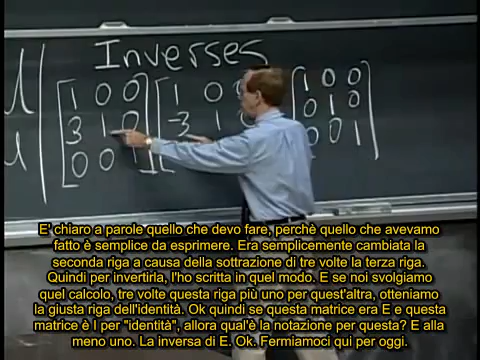 Inverses
1 0 0 1 0 1 0 0
3 1 0 -3 1 0 1 0
0 0 1 0 1
E' chiaro a parole quello che devo fare, perchè quello che avevamo
fatto è semplice da esprimere. Era semplicemente cambiata la
seconda riga a causa della sottrazione di tre volte la terza riga.
Quindi per invertirla, l'ho scritta in quel modo. E se noi svolgiamo
quel calcolo, tre volte questa riga più uno per quest'altra, otteniamo
la giusta riga dell'identità. Ok quindi se questa matrice era E e questa
matrice è I per "identità", allora qual'è la notazione per questa? E alla
meno uno. La inversa di E. Ok. Fermiamoci qui per oggi.